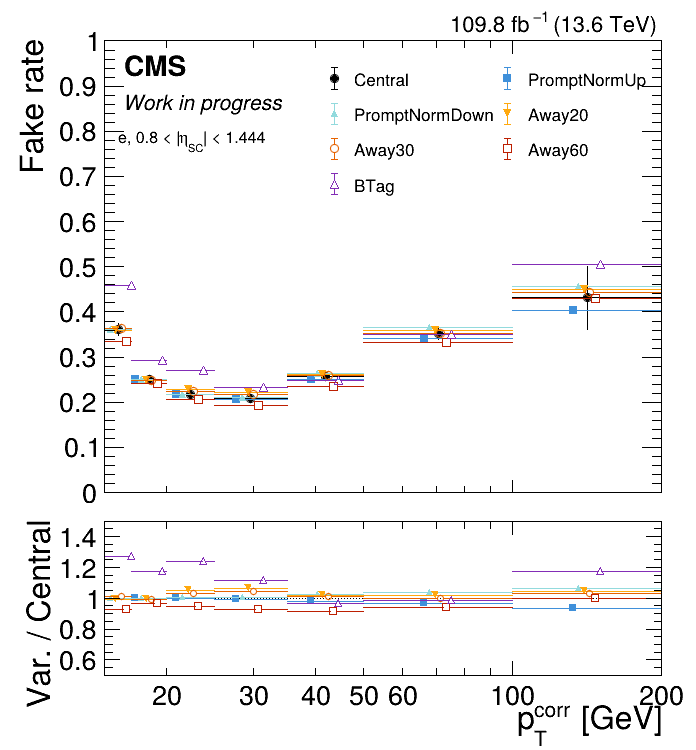 109.8 fb⁻¹ (13.6 TeV)
Fake rate
CMS
Work in progress
e, 0.8 < |η_SC| < 1.444
Central
PromptNormUp
PromptNormDown
Away20
Away30
Away60
BTag
1
0.9
0.8
0.7
0.6
0.5
0.4
0.3
0.2
0.1
0
Var. / Central
1.4
1.2
1
0.8
0.6
20 30 40 50 60 100 200
p_T^corr [GeV]